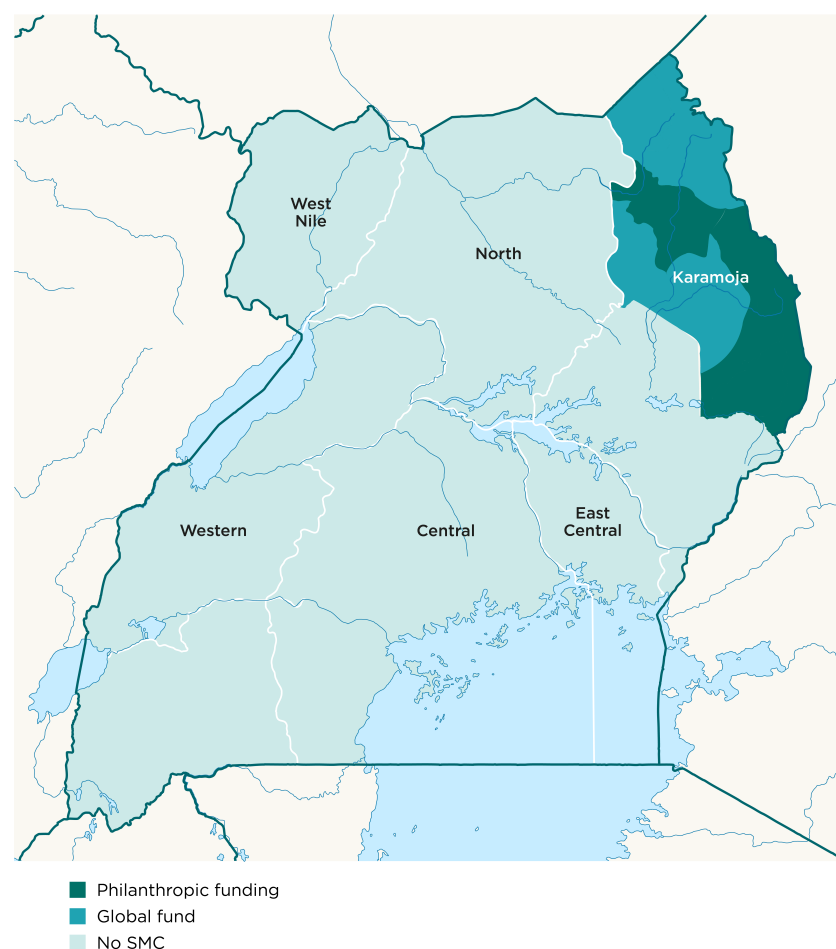 West
Nile
North
Karamoja
Western
Central
East
Central
Philanthropic funding
Global fund
No SMC